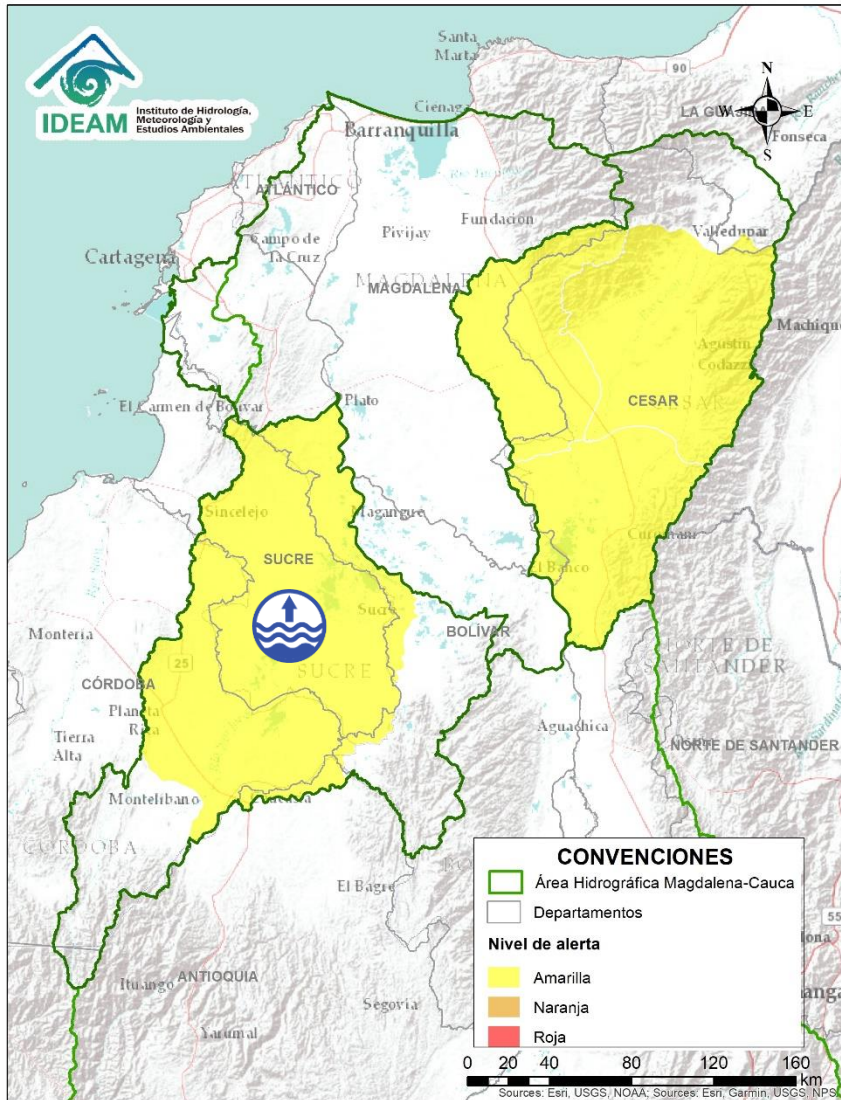 IDEAM
Instituto de Hidrología,
Meteorología y
Estudios Ambientales
Santa
Marta
90
N
W
E
S
Ciénaga
Barranquilla
Fonseca
ATLÁNTICO
ATLÁNTICO
Campo de
la Cruz
Pivijay
Fundación
Valledupar
Cartagena
MAGDALENA
MAGDALENA
Machique
Agustín
Codazzi
CESAR
El Carmen de Bolívar
Plato
Sincelejo
Magangué
SUCRE
El Banco
Sucre
BOLÍVAR
Montería
25
SUCRE
NORTE DE
SANTANDER
CÓRDOBA
Planeta
Rica
Tierra
Alta
Aguachica
NORTE DE SANTANDER
Montelíbano
CÓRDOBA
El Bagre
Ituango
ANTIOQUIA
Segovia
Yarumal
CONVENCIONES
Área Hidrográfica Magdalena-Cauca
Departamentos
Nivel de alerta
Amarilla
Naranja
Roja
55
0 20 40 80 120 160
km
Sources: Esri, USGS, NOAA; Sources: Esri, Garmin, USGS, NPS